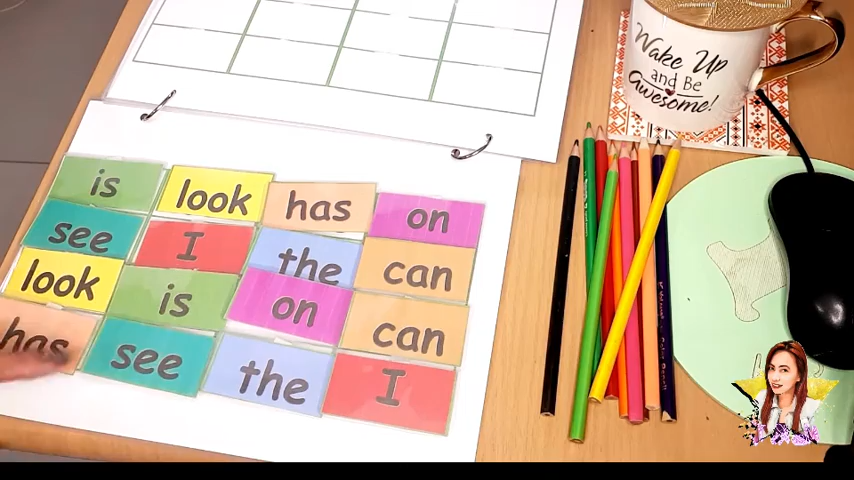 Wake Up
and Be
Awesome!
is look has on
see I the can
look is on can
has see the I